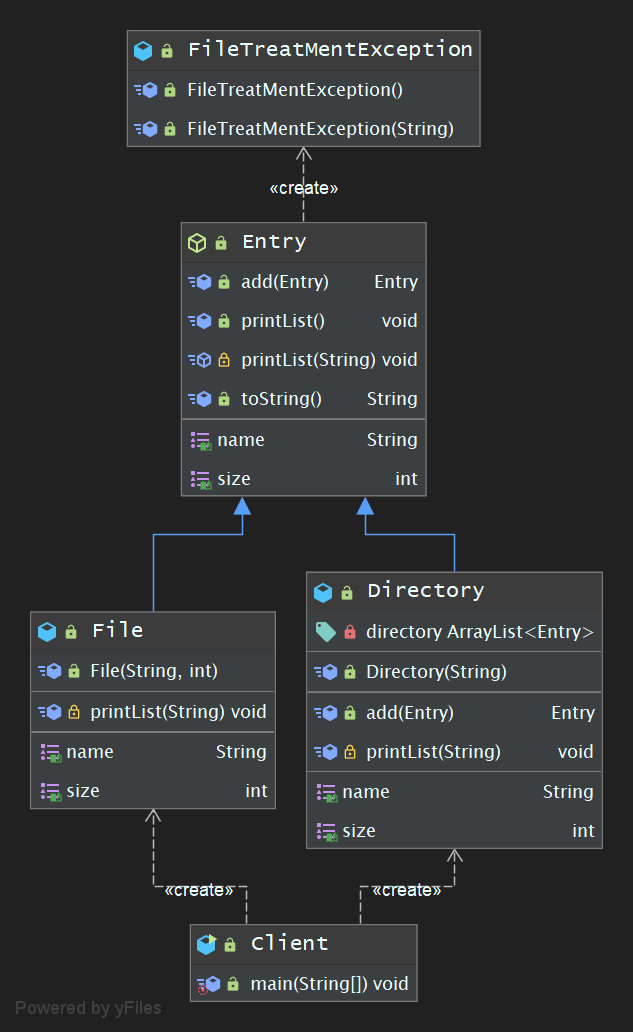 FileTreatMentException
FileTreatMentException()
FileTreatMentException(String)
«create»
Entry
add(Entry) Entry
printList() void
printList(String) void
toString() String
name String
size int
File
File(String, int)
printList(String) void
name String
size int
Directory
directory ArrayList<Entry>
Directory(String)
add(Entry) Entry
printList(String) void
name String
size int
«create»
«create»
Client
main(String[]) void
Powered by yFiles